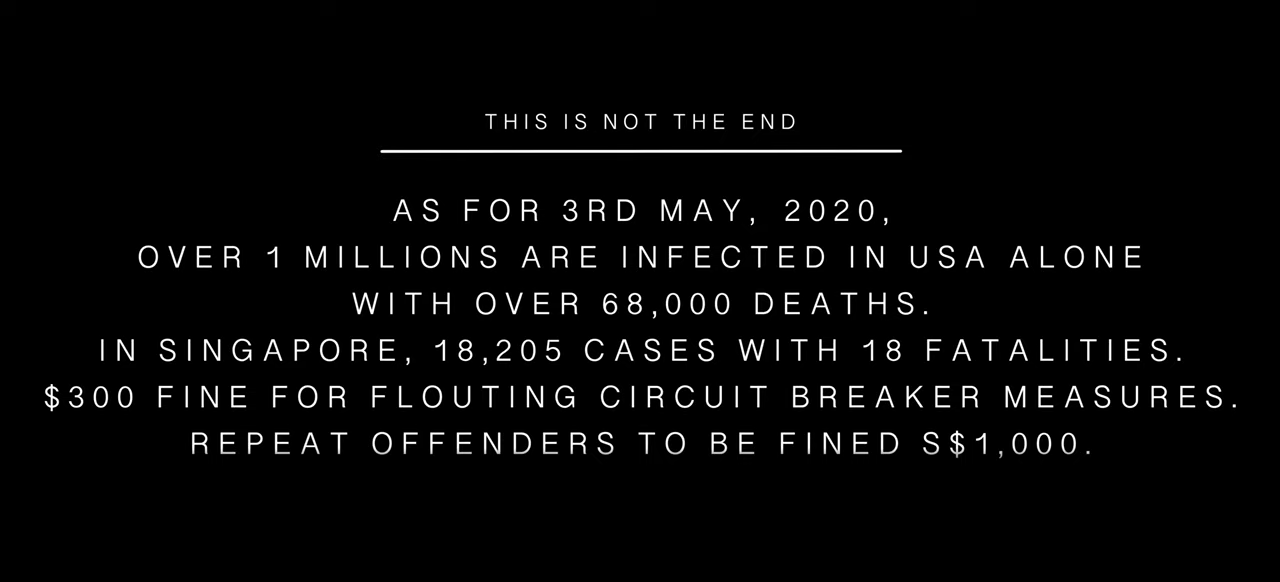 THIS IS NOT THE END
AS FOR 3RD MAY, 2020,
OVER 1 MILLIONS ARE INFECTED IN USA ALONE
WITH OVER 68,000 DEATHS.
IN SINGAPORE, 18,205 CASES WITH 18 FATALITIES.
$300 FINE FOR FLOUTING CIRCUIT BREAKER MEASURES.
REPEAT OFFENDERS TO BE FINED S$1,000.